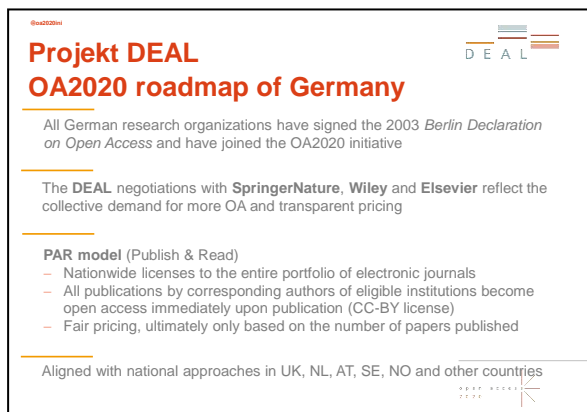 @oa2020ini
Projekt DEAL
DEAL
OA2020 roadmap of Germany
All German research organizations have signed the 2003 Berlin Declaration
on Open Access and have joined the OA2020 initiative
The DEAL negotiations with SpringerNature, Wiley and Elsevier reflect the
collective demand for more OA and transparent pricing
PAR model (Publish & Read)
– Nationwide licenses to the entire portfolio of electronic journals
– All publications by corresponding authors of eligible institutions become
open access immediately upon publication (CC-BY license)
– Fair pricing, ultimately only based on the number of papers published
Aligned with national approaches in UK, NL, AT, SE, NO and other countries
open access